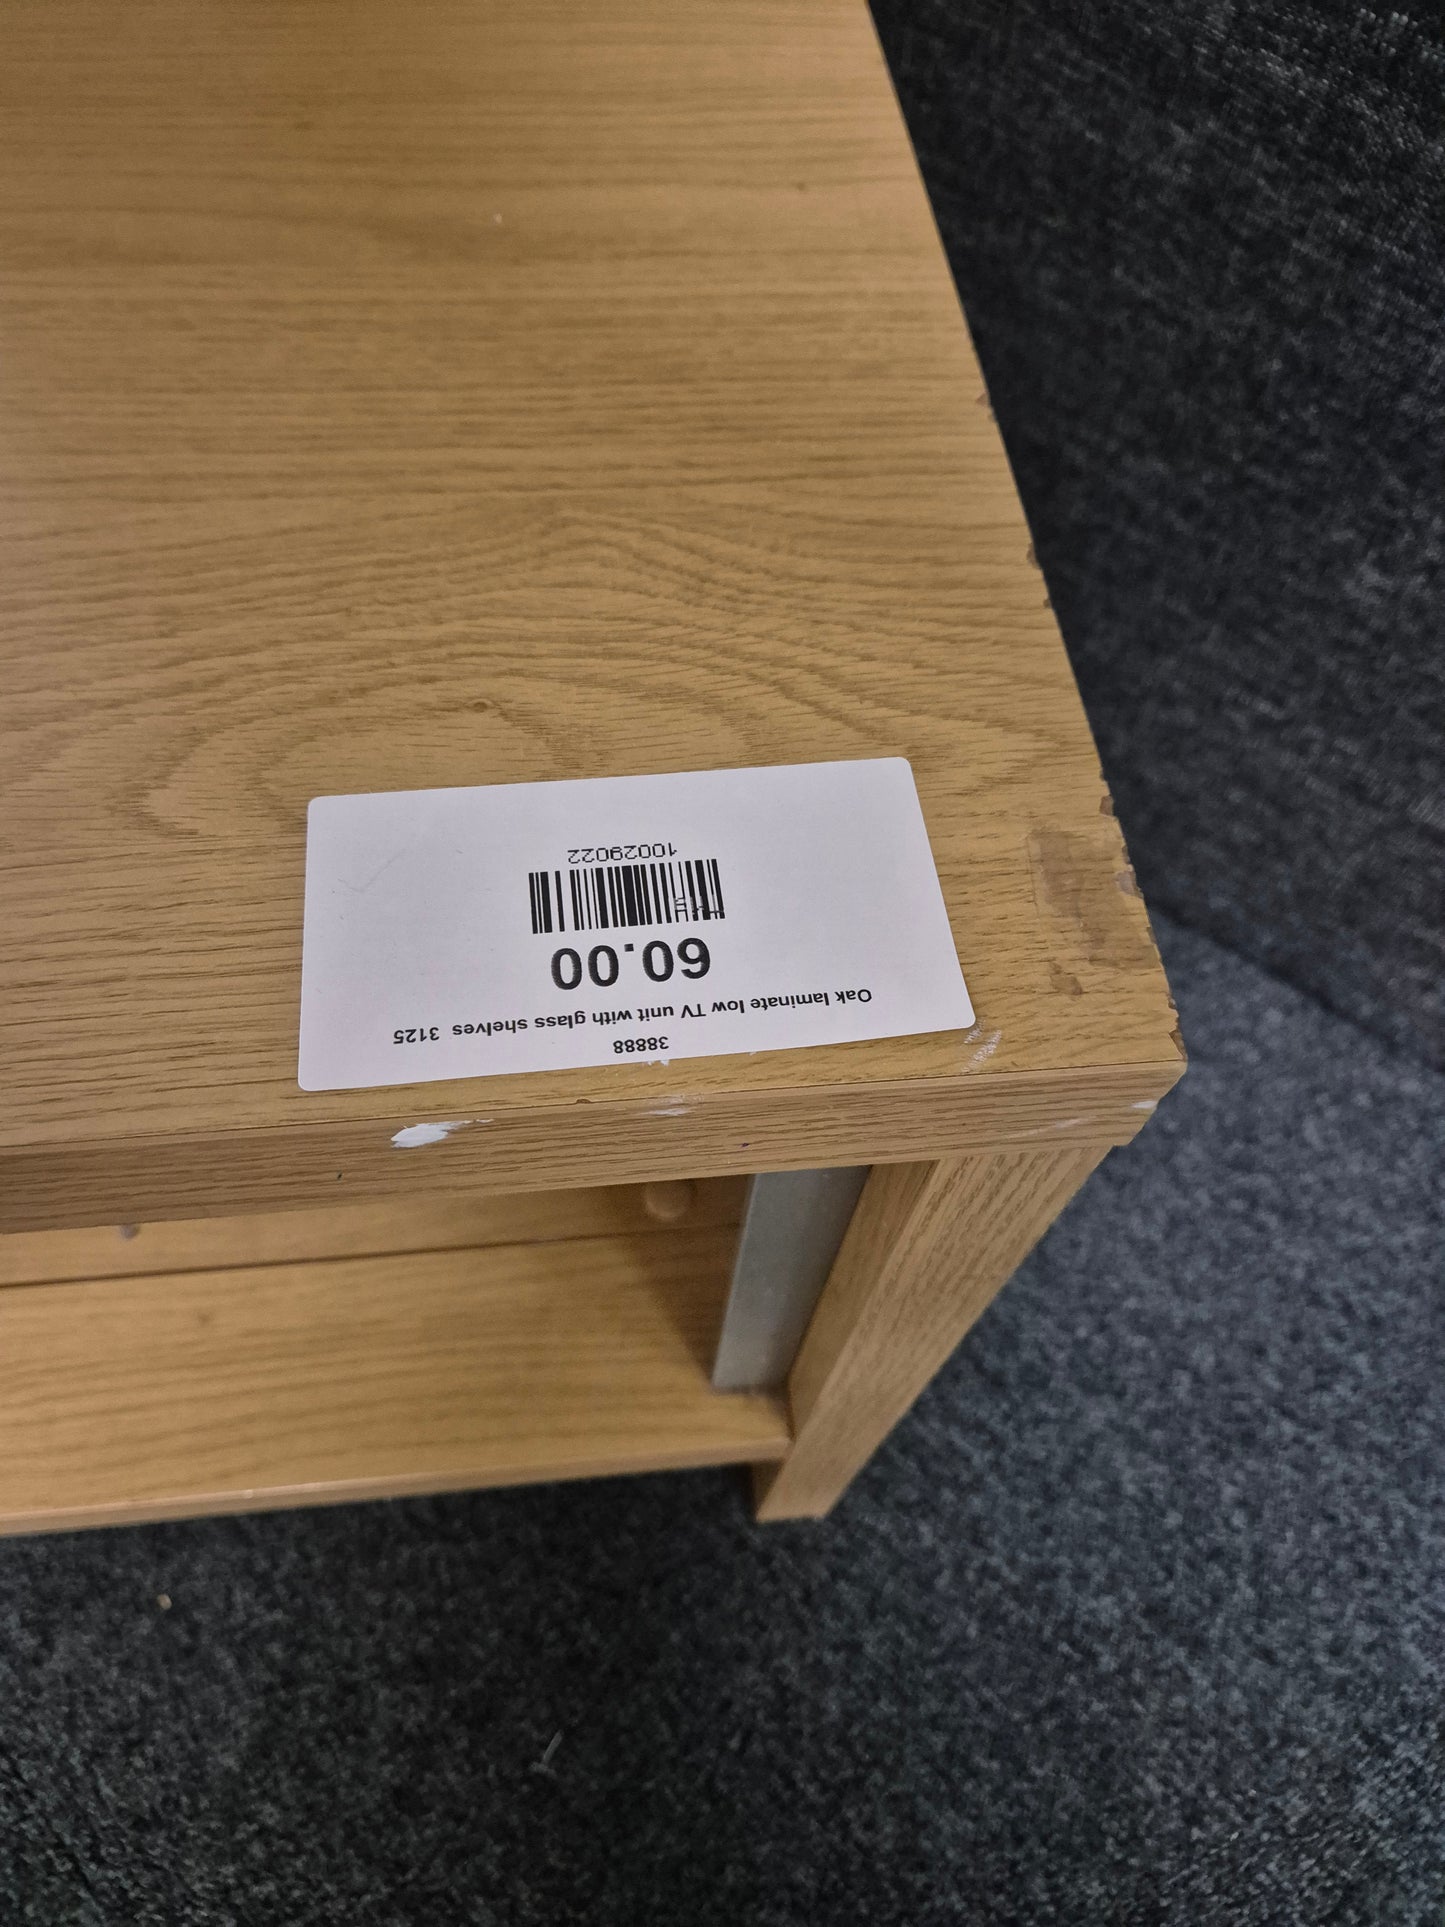 38888
Oak laminate low TV unit with glass shelves 3125
60.00
10029022